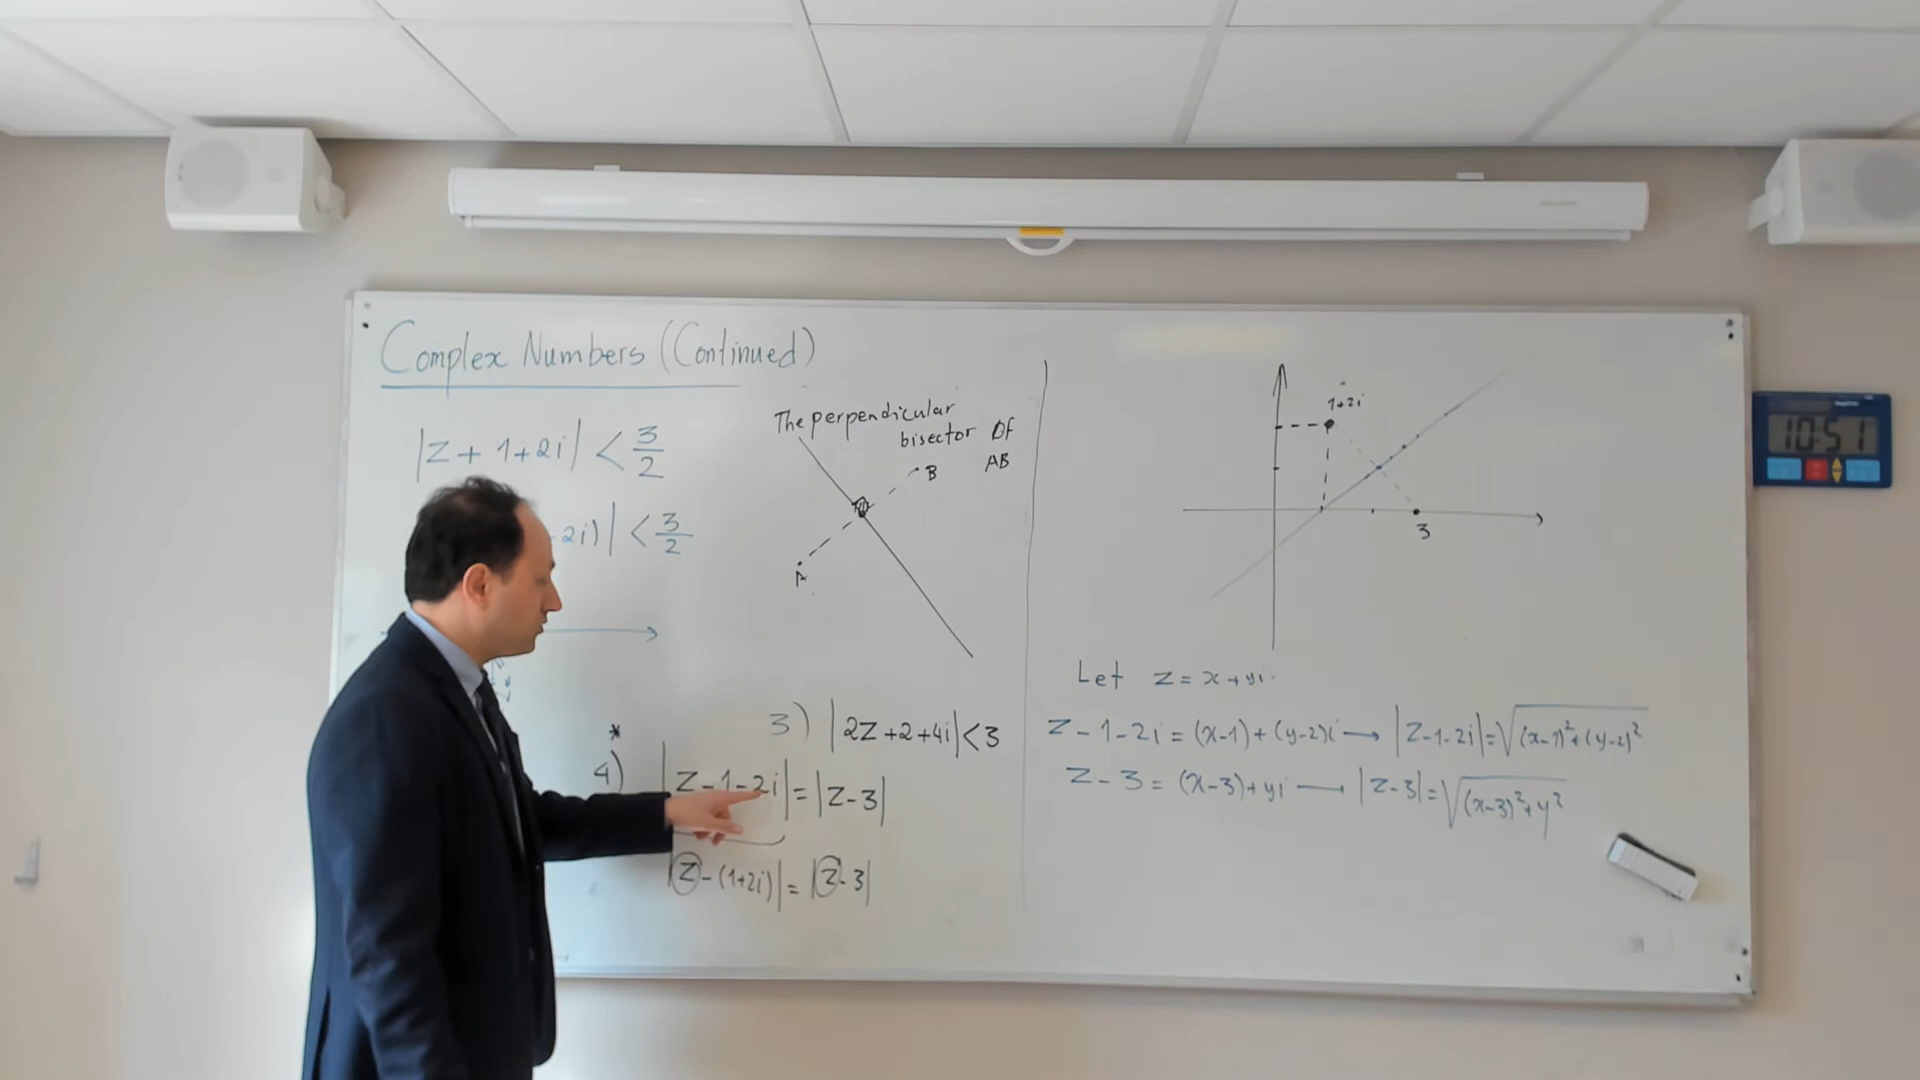 Complex Numbers (Continued)
|z + 1+2i| < 3/2
2i)| < 3/2
The perpendicular
bisector Of
AB
B
A
3) |2z+2+4i|<3
*
4) |z-1-2i|=|z-3|
|z-(1+2i)|=|z-3|
1+2i
3
Let z = x+yi
z-1-2i = (x-1)+(y-2)i → |z-1-2i|=√(x-1)²+(y-2)²
z-3 = (x-3)+yi → |z-3|=√(x-3)²+y²
10:51